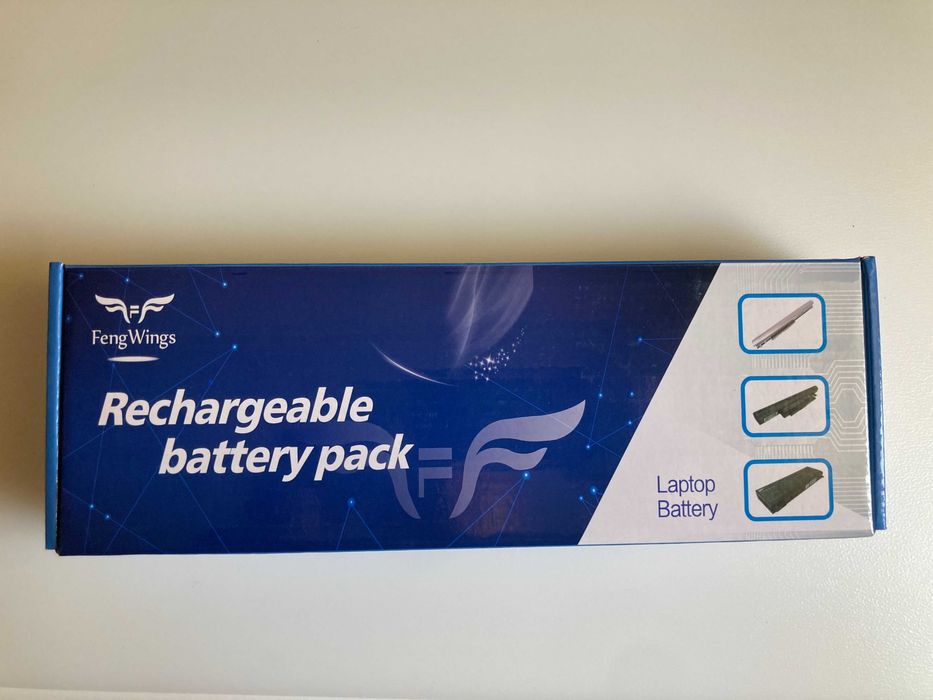 FengWings
Rechargeable
battery pack
Laptop
Battery